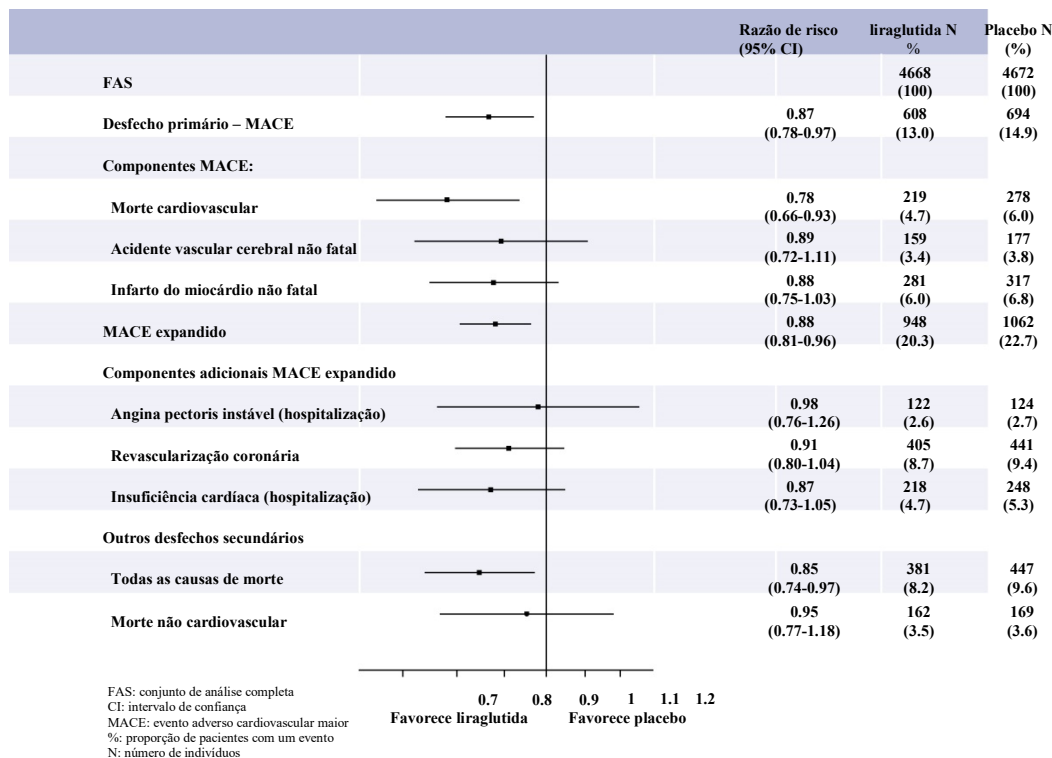 Razão de risco liraglutida N Placebo N
(95% CI) % (%)
FAS 4668 4672
(100) (100)
Desfecho primário – MACE 0.87 608 694
(0.78-0.97) (13.0) (14.9)
Componentes MACE:
Morte cardiovascular 0.78 219 278
(0.66-0.93) (4.7) (6.0)
Acidente vascular cerebral não fatal 0.89 159 177
(0.72-1.11) (3.4) (3.8)
Infarto do miocárdio não fatal 0.88 281 317
(0.75-1.03) (6.0) (6.8)
MACE expandido 0.88 948 1062
(0.81-0.96) (20.3) (22.7)
Componentes adicionais MACE expandido
Angina pectoris instável (hospitalização) 0.98 122 124
(0.76-1.26) (2.6) (2.7)
Revascularização coronária 0.91 405 441
(0.80-1.04) (8.7) (9.4)
Insuficiência cardíaca (hospitalização) 0.87 218 248
(0.73-1.05) (4.7) (5.3)
Outros desfechos secundários
Todas as causas de morte 0.85 381 447
(0.74-0.97) (8.2) (9.6)
Morte não cardiovascular 0.95 162 169
(0.77-1.18) (3.5) (3.6)
0.7 0.8 0.9 1 1.1 1.2
Favorece liraglutida Favorece placebo
FAS: conjunto de análise completa
CI: intervalo de confiança
MACE: evento adverso cardiovascular maior
%: proporção de pacientes com um evento
N: número de indivíduos